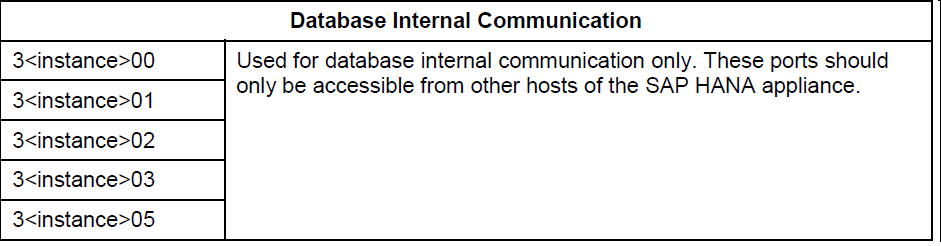 Database Internal Communication
3<instance>00
Used for database internal communication only. These ports should
only be accessible from other hosts of the SAP HANA appliance.
3<instance>01
3<instance>02
3<instance>03
3<instance>05